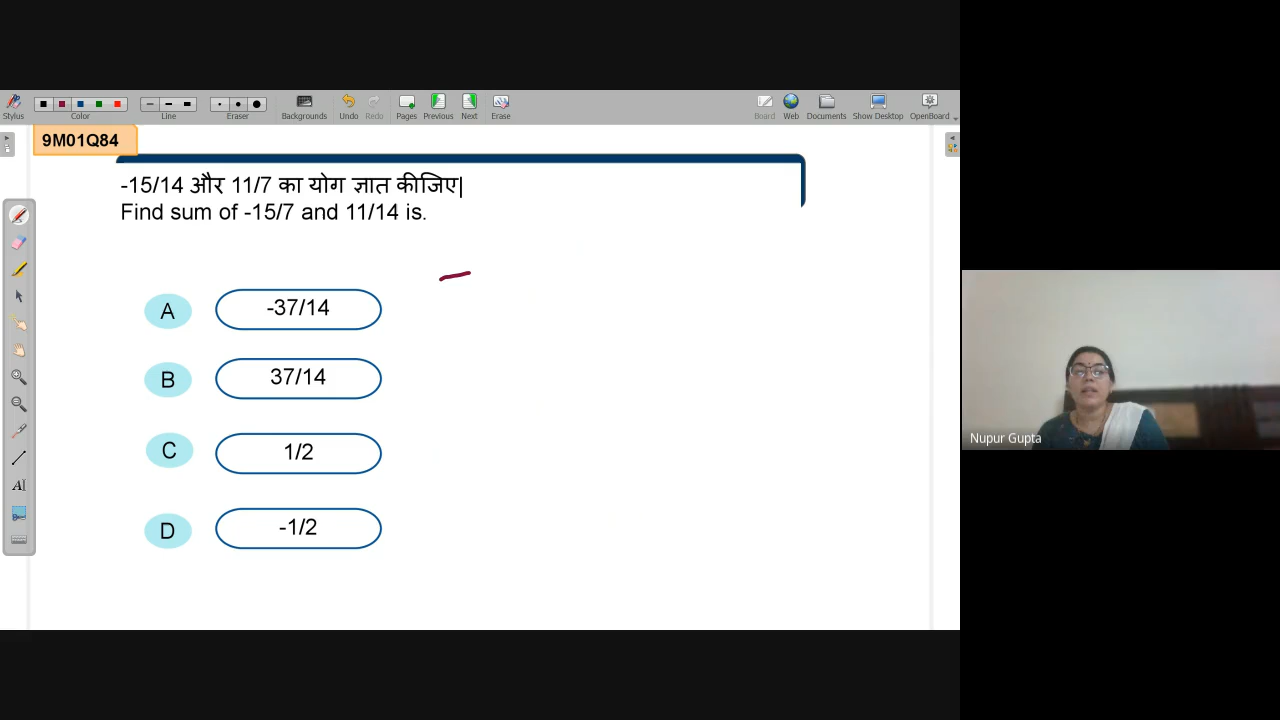 Stylus
Color
Line
Eraser
Backgrounds
Undo
Redo
Pages
Previous
Next
Erase
Board
Web
Documents
Show Desktop
OpenBoard
9M01Q84
-15/14 और 11/7 का योग ज्ञात कीजिए|
Find sum of -15/7 and 11/14 is.
A -37/14
B 37/14
C 1/2
D -1/2
Nupur Gupta